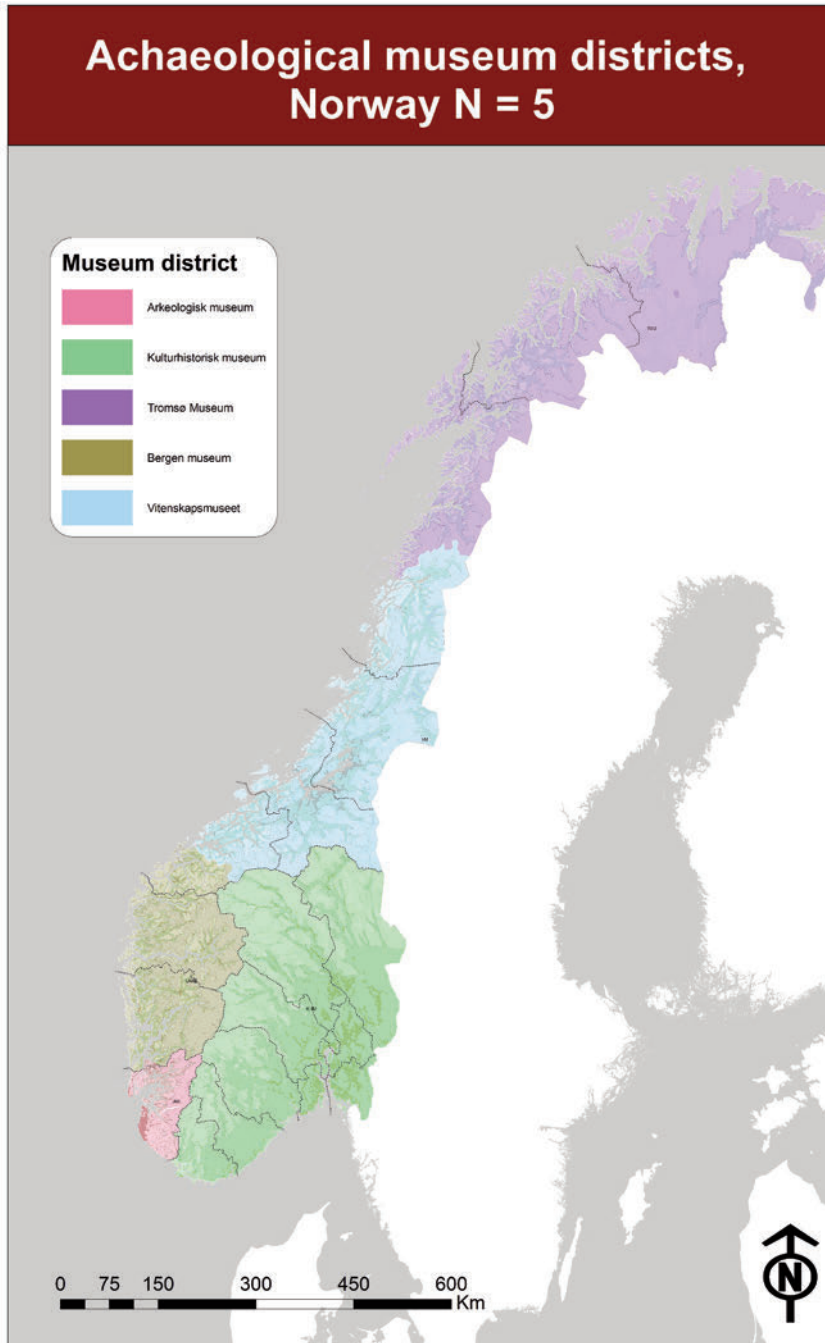 Achaeological museum districts,
Norway N = 5
Museum district
Arkeologisk museum
Kulturhistorisk museum
Tromsø Museum
Bergen museum
Vitenskapsmuseet
0 75 150 300 450 600
Km
N